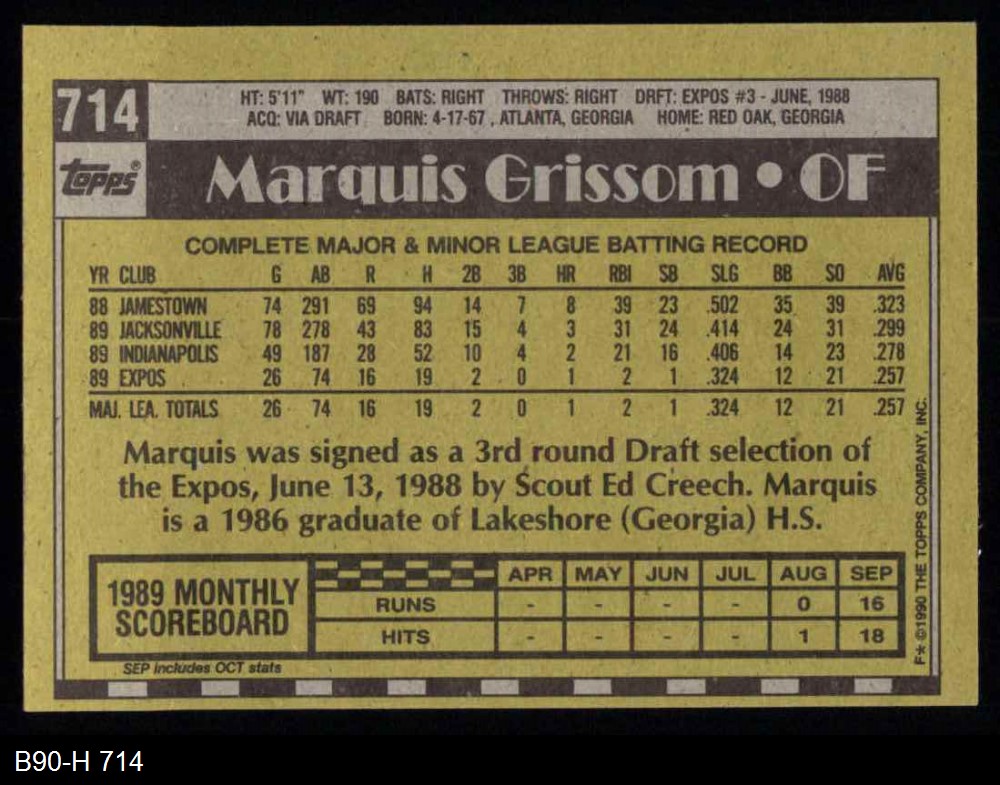 714
HT: 5'11" WT: 190 BATS: RIGHT THROWS: RIGHT DRFT: EXPOS #3 - JUNE, 1988
ACQ: VIA DRAFT BORN: 4-17-67, ATLANTA, GEORGIA HOME: RED OAK, GEORGIA
topps®
Marquis Grissom • OF
COMPLETE MAJOR & MINOR LEAGUE BATTING RECORD
YR CLUB G AB R H 2B 3B HR RBI SB SLG BB SO AVG
88 JAMESTOWN 74 291 69 94 14 7 8 39 23 .502 35 39 .323
89 JACKSONVILLE 78 278 43 83 15 4 3 31 24 .414 24 31 .299
89 INDIANAPOLIS 49 187 28 52 10 4 2 21 16 .406 14 23 .278
89 EXPOS 26 74 16 19 2 0 1 2 1 .324 12 21 .257
MAJ. LEA. TOTALS 26 74 16 19 2 0 1 2 1 .324 12 21 .257
Marquis was signed as a 3rd round Draft selection of
the Expos, June 13, 1988 by Scout Ed Creech. Marquis
is a 1986 graduate of Lakeshore (Georgia) H.S.
1989 MONTHLY
SCOREBOARD
APR MAY JUN JUL AUG SEP
RUNS - - - - 0 16
HITS - - - - 1 18
SEP includes OCT stats
F* ©1990 THE TOPPS COMPANY, INC.
B90-H 714